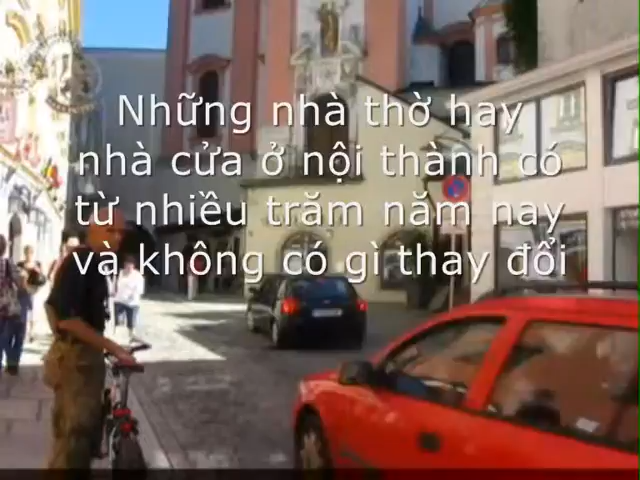 Những nhà thờ hay
nhà cửa ở nội thành có
từ nhiều trăm năm nay
và không có gì thay đổi